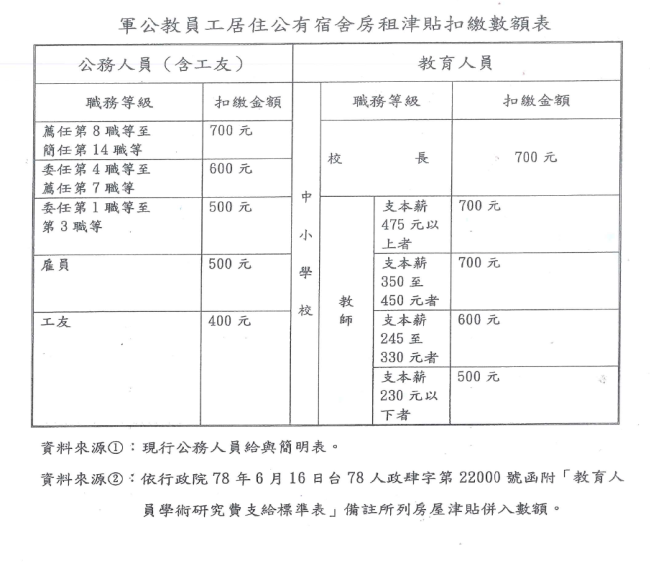 軍公教員工居住公有宿舍房租津貼扣繳數額表
公務人員（含工友）
教育人員
職務等級
扣繳金額
職務等級
扣繳金額
薦任第 8 職等至
簡任第 14 職等
700 元
委任第 4 職等至
薦任第 7 職等
600 元
委任第 1 職等至
第 3 職等
500 元
雇員
500 元
工友
400 元
中
小
學
校
校 長
700 元
教
師
支本薪
475 元以
上者
700 元
支本薪
350 至
450 元者
700 元
支本薪
245 至
330 元者
600 元
支本薪
230 元以
下者
500 元
資料來源①：現行公務人員給與簡明表。
資料來源②：依行政院 78 年 6 月 16 日台 78 人政肆字第 22000 號函附「教育人
員學術研究費支給標準表」備註所列房屋津貼併入數額。